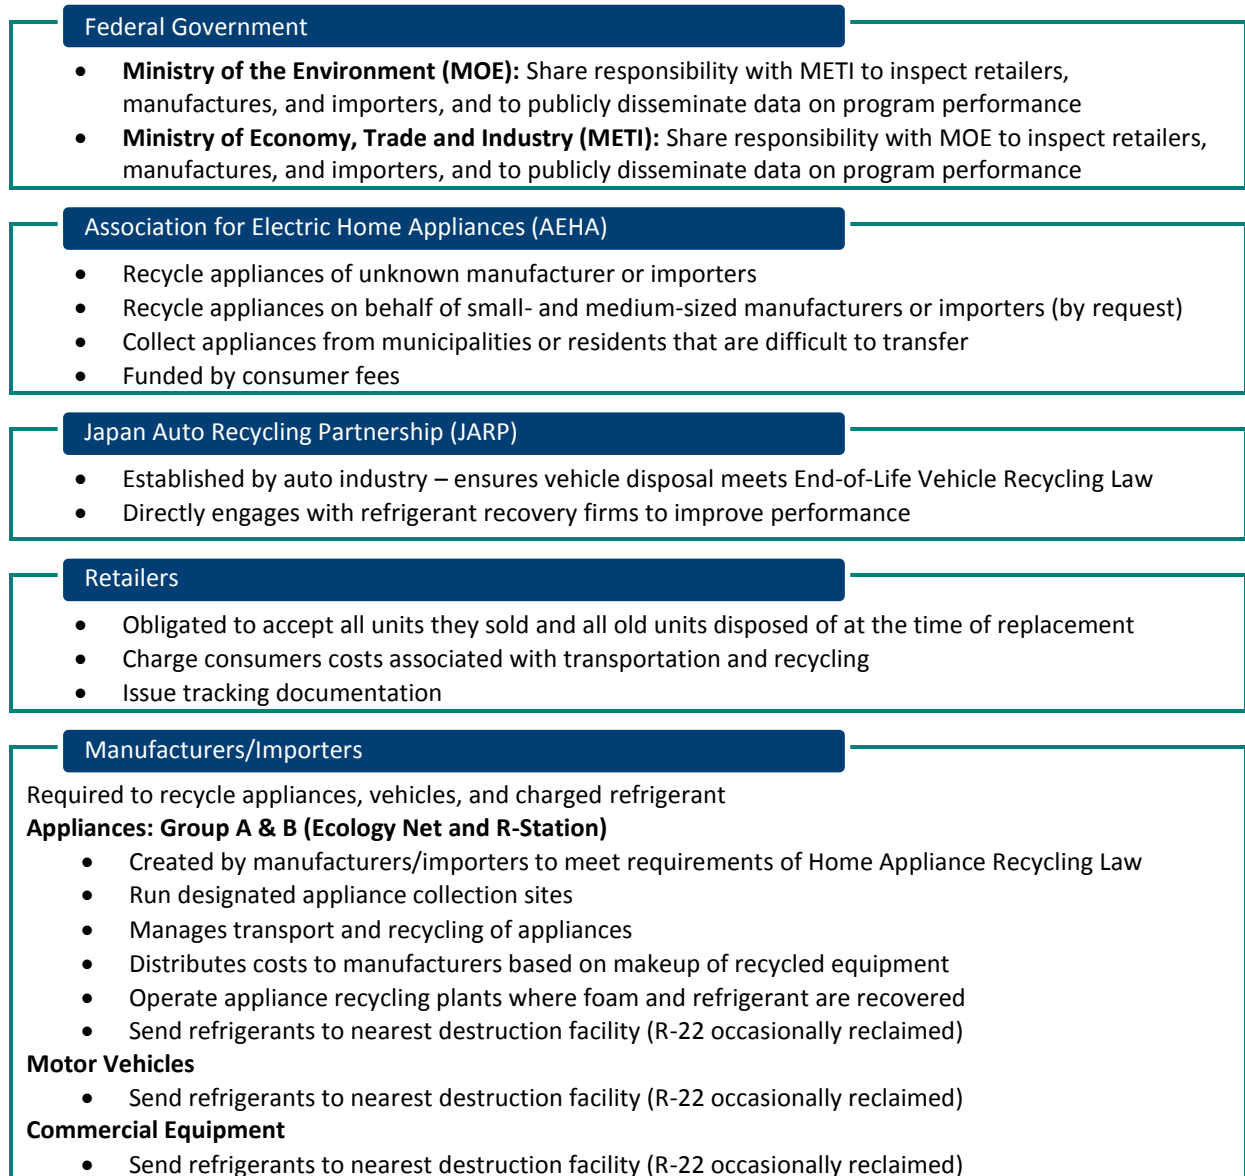 Federal Government
• Ministry of the Environment (MOE): Share responsibility with METI to inspect retailers,
manufactures, and importers, and to publicly disseminate data on program performance
• Ministry of Economy, Trade and Industry (METI): Share responsibility with MOE to inspect retailers,
manufactures, and importers, and to publicly disseminate data on program performance
Association for Electric Home Appliances (AEHA)
• Recycle appliances of unknown manufacturer or importers
• Recycle appliances on behalf of small- and medium-sized manufacturers or importers (by request)
• Collect appliances from municipalities or residents that are difficult to transfer
• Funded by consumer fees
Japan Auto Recycling Partnership (JARP)
• Established by auto industry – ensures vehicle disposal meets End-of-Life Vehicle Recycling Law
• Directly engages with refrigerant recovery firms to improve performance
Retailers
• Obligated to accept all units they sold and all old units disposed of at the time of replacement
• Charge consumers costs associated with transportation and recycling
• Issue tracking documentation
Manufacturers/Importers
Required to recycle appliances, vehicles, and charged refrigerant
Appliances: Group A & B (Ecology Net and R-Station)
• Created by manufacturers/importers to meet requirements of Home Appliance Recycling Law
• Run designated appliance collection sites
• Manages transport and recycling of appliances
• Distributes costs to manufacturers based on makeup of recycled equipment
• Operate appliance recycling plants where foam and refrigerant are recovered
• Send refrigerants to nearest destruction facility (R-22 occasionally reclaimed)
Motor Vehicles
• Send refrigerants to nearest destruction facility (R-22 occasionally reclaimed)
Commercial Equipment
• Send refrigerants to nearest destruction facility (R-22 occasionally reclaimed)